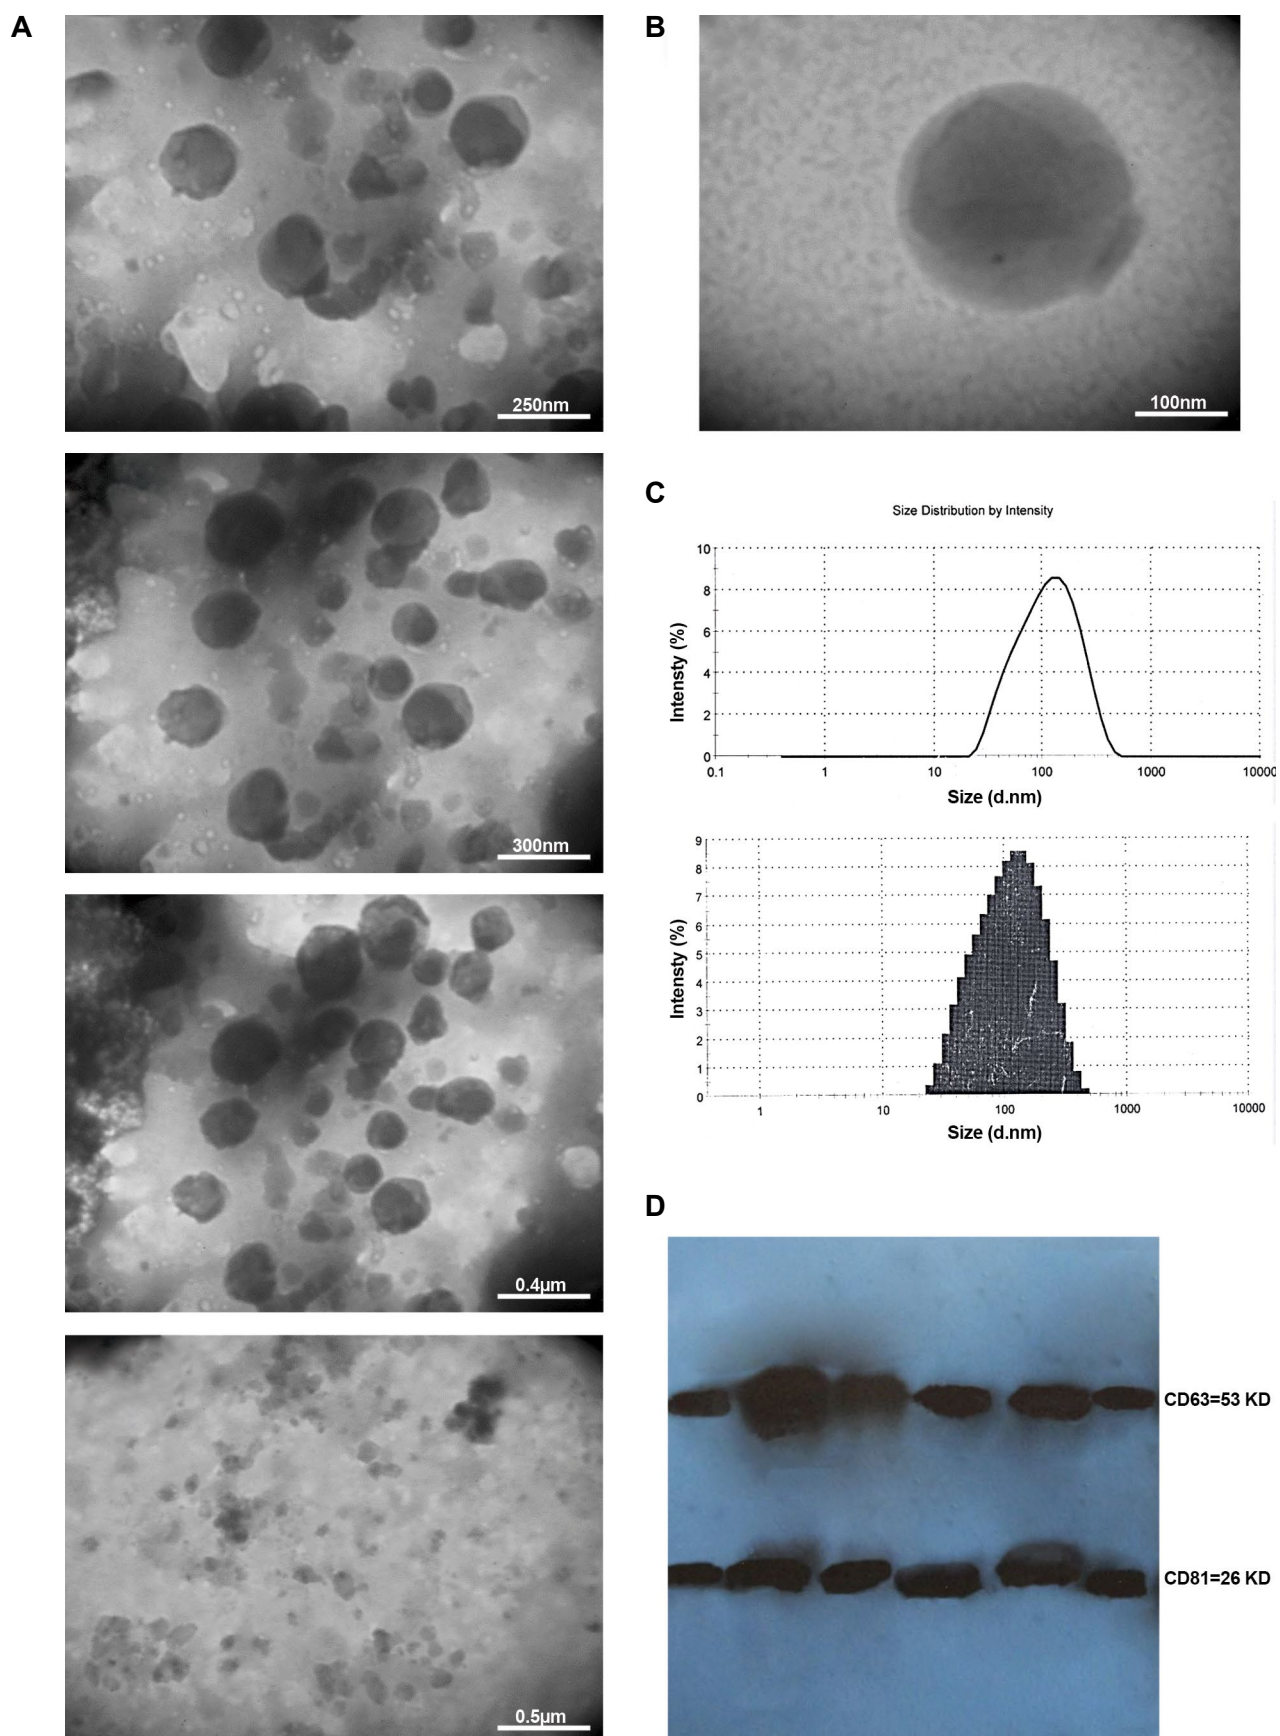 A
250nm
300nm
0.4µm
0.5µm
B
100nm
C
Size Distribution by Intensity
Intensty (%)
10
8
6
4
2
0
0.1
1
10
100
1000
10000
Size (d.nm)
Intensty (%)
9
8
7
6
5
4
3
2
1
0
1
10
100
1000
10000
Size (d.nm)
D
CD63=53 KD
CD81=26 KD